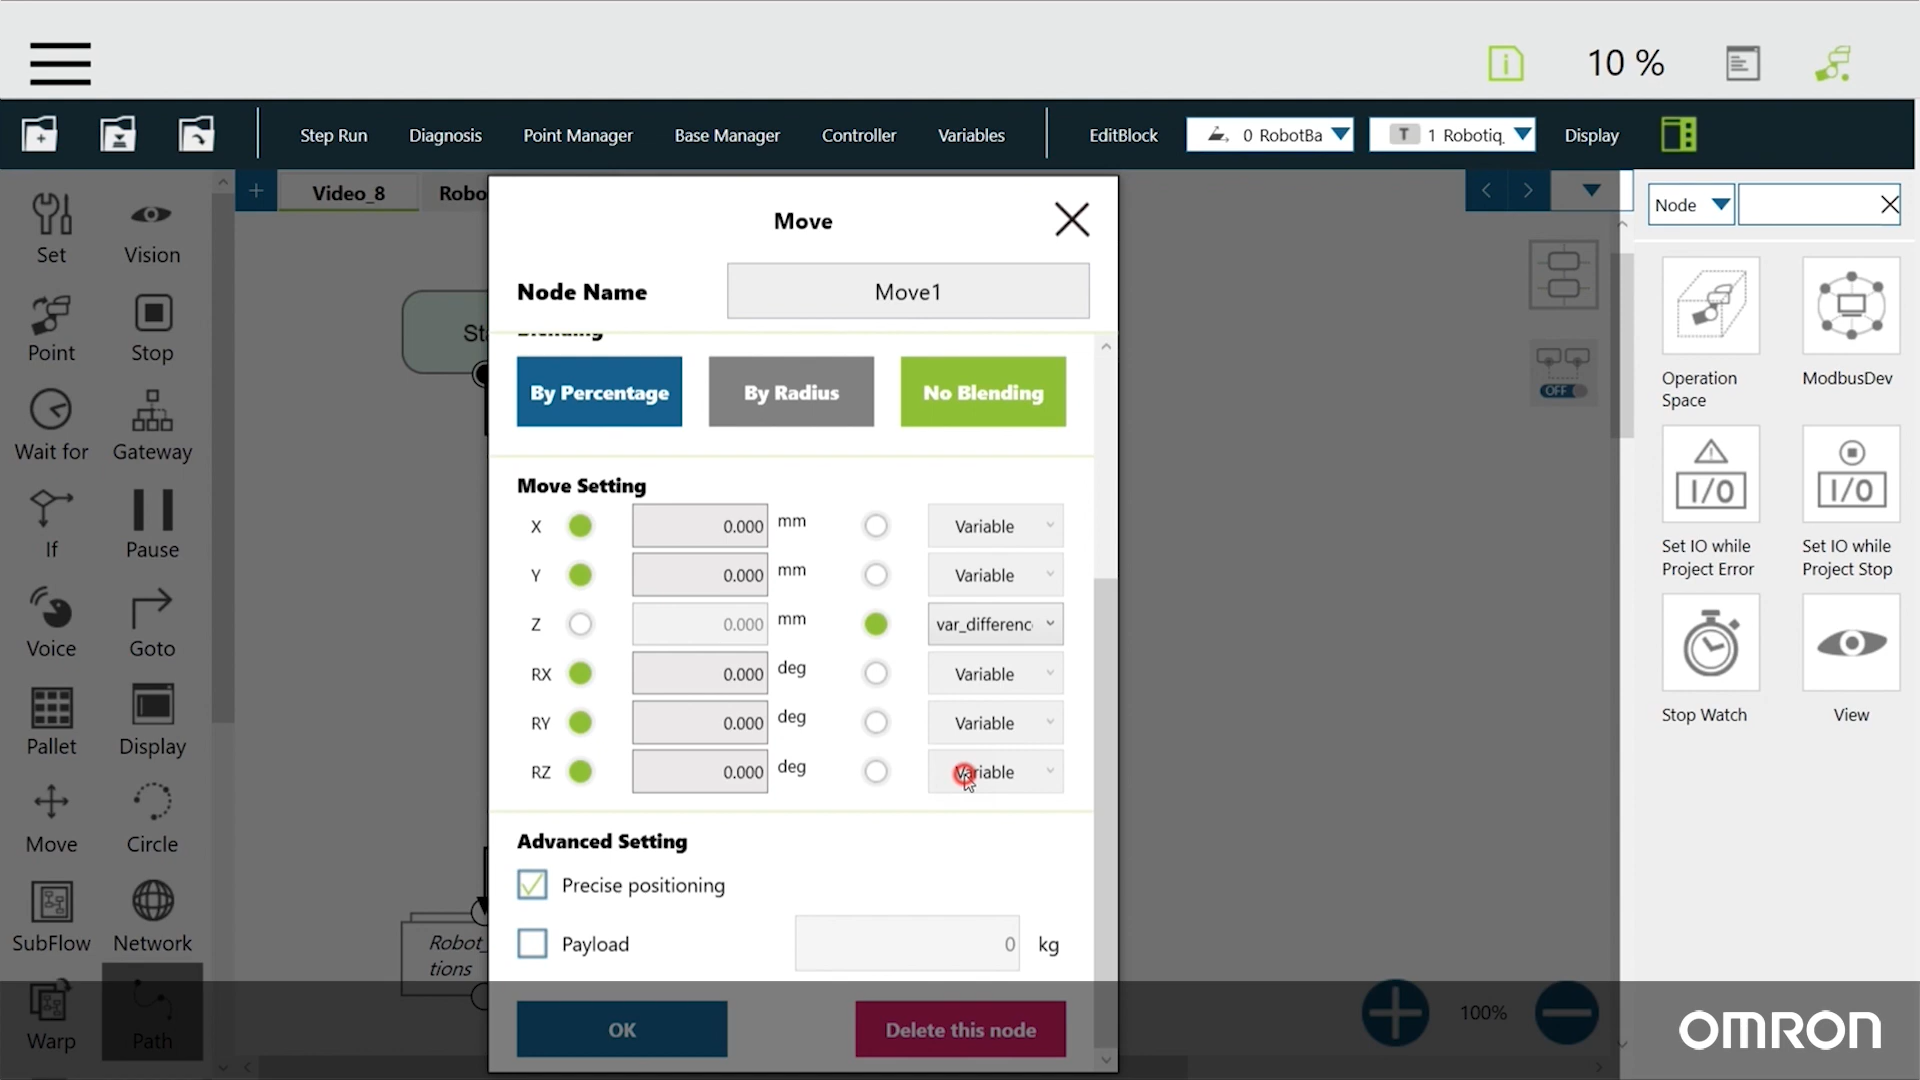 10 %
Step Run
Diagnosis
Point Manager
Base Manager
Controller
Variables
EditBlock
0 RobotBa
T 1 Robotiq.
Display
Set
Vision
Point
Stop
Wait for
Gateway
If
Pause
Voice
Goto
Pallet
Display
Move
Circle
SubFlow
Network
Warp
Path
+
Video_8
Robo
Sta
Robot_
tions
Move
Node Name
Move1
Blending
By Percentage
By Radius
No Blending
Move Setting
X 0.000 mm Variable
Y 0.000 mm Variable
Z 0.000 mm var_differenc
RX 0.000 deg Variable
RY 0.000 deg Variable
RZ 0.000 deg Variable
Advanced Setting
Precise positioning
Payload 0 kg
OK
Delete this node
OFF
100%
Node
Operation
Space
ModbusDev
I/O
I/O
Set IO while
Project Error
Set IO while
Project Stop
Stop Watch
View
OMRON